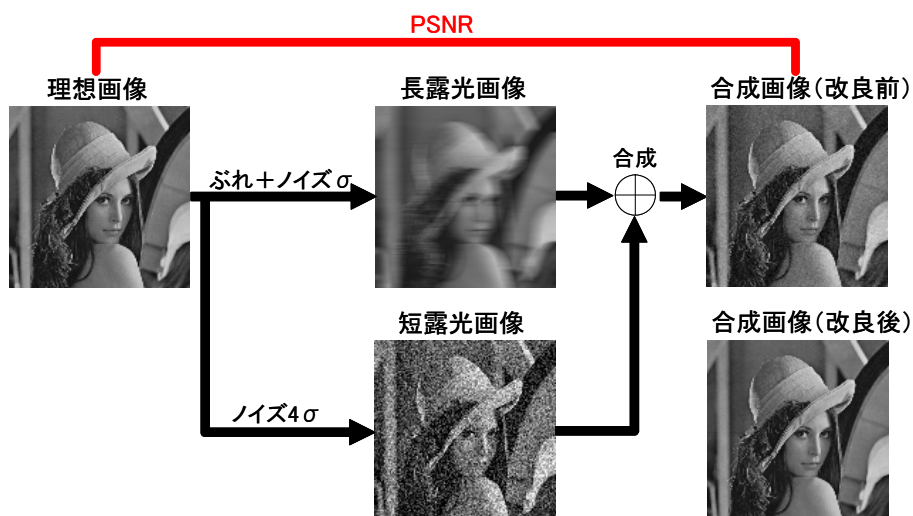 PSNR
理想画像
長露光画像
合成画像(改良前)
ぶれ+ノイズσ
合成
短露光画像
合成画像(改良後)
ノイズ4σ